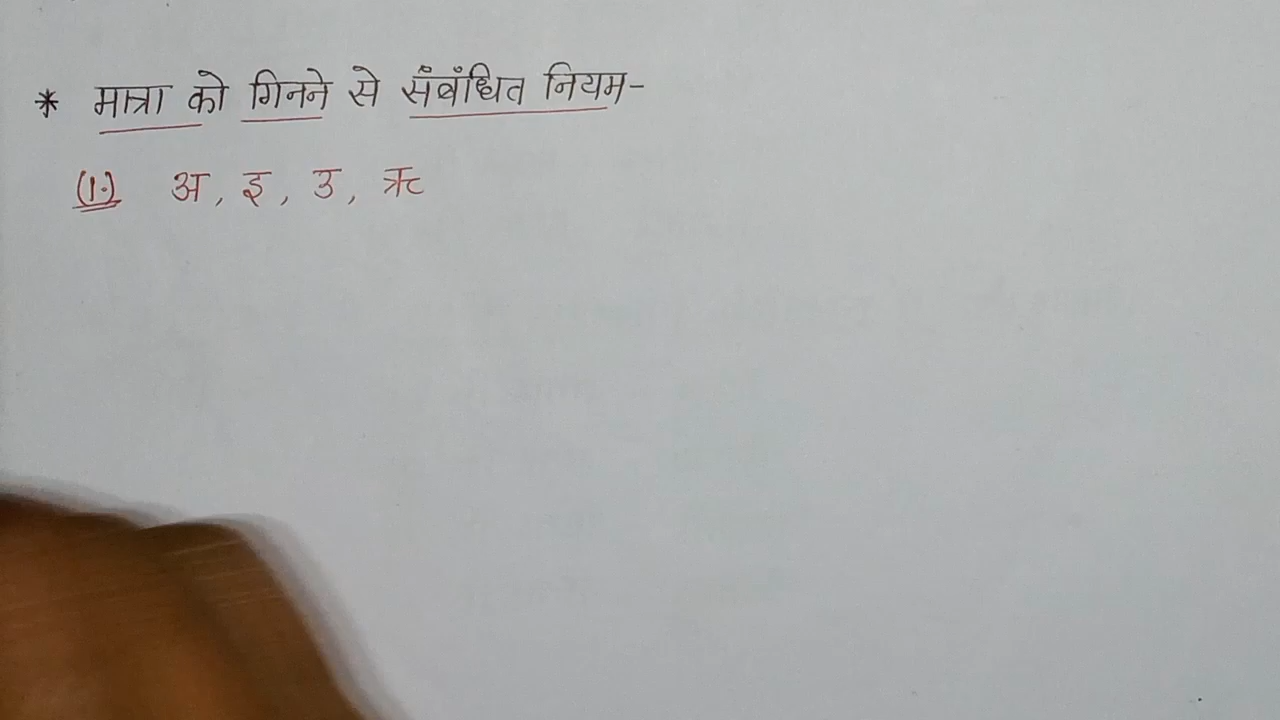 * मात्रा को गिनने से संबंधित नियम-
(1.) अ, इ, उ, ऋ